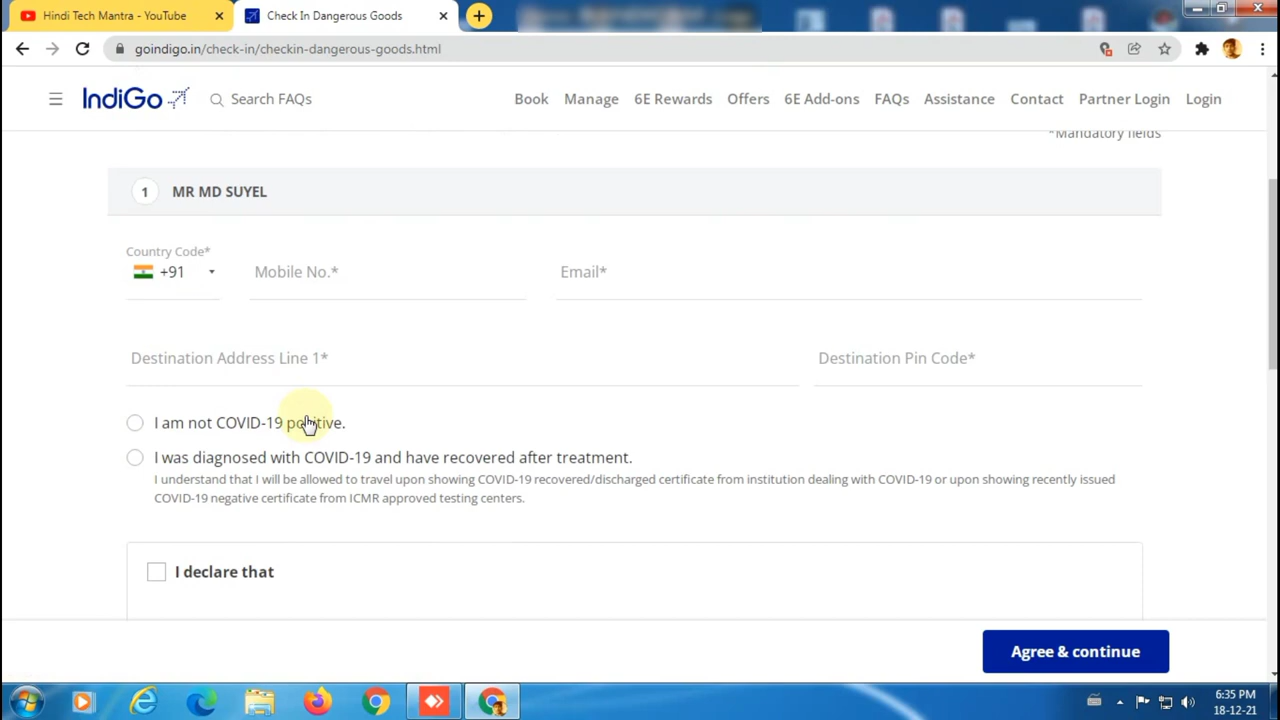 Hindi Tech Mantra - YouTube
Check In Dangerous Goods
goindigo.in/check-in/checkin-dangerous-goods.html
IndiGo
Search FAQs
Book
Manage
6E Rewards
Offers
6E Add-ons
FAQs
Assistance
Contact
Partner Login
Login
*Mandatory fields
1 MR MD SUYEL
Country Code*
+91
Mobile No.*
Email*
Destination Address Line 1*
Destination Pin Code*
I am not COVID-19 positive.
I was diagnosed with COVID-19 and have recovered after treatment.
I understand that I will be allowed to travel upon showing COVID-19 recovered/discharged certificate from institution dealing with COVID-19 or upon showing recently issued
COVID-19 negative certificate from ICMR approved testing centers.
I declare that
Agree & continue
6:35 PM
18-12-21